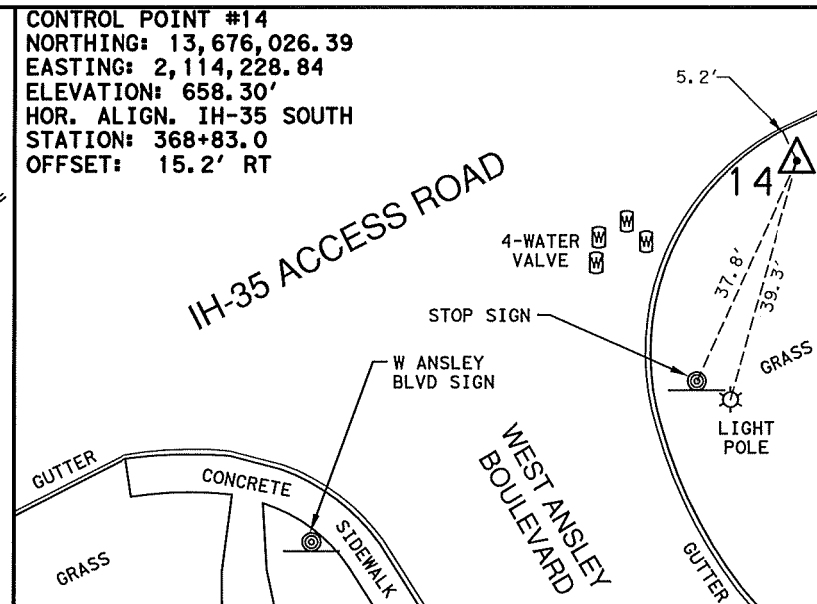 CONTROL POINT #14
NORTHING: 13,676,026.39
EASTING: 2,114,228.84
ELEVATION: 658.30'
HOR. ALIGN. IH-35 SOUTH
STATION: 368+83.0
OFFSET: 15.2' RT
5.2'
14
IH-35 ACCESS ROAD
4-WATER
VALVE
W
W
W
W
37.8'
39.3'
STOP SIGN
GRASS
W ANSLEY
BLVD SIGN
LIGHT
POLE
WEST ANSLEY
BOULEVARD
GUTTER
CONCRETE
SIDEWALK
GRASS
GUTTER